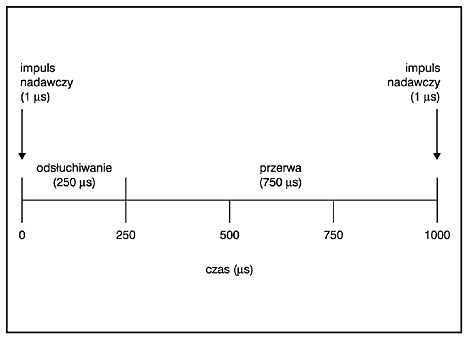 impuls
nadawczy
(1 μs)
impuls
nadawczy
(1 μs)
odsłuchiwanie
(250 μs)
przerwa
(750 μs)
0 250 500 750 1000
czas (μs)